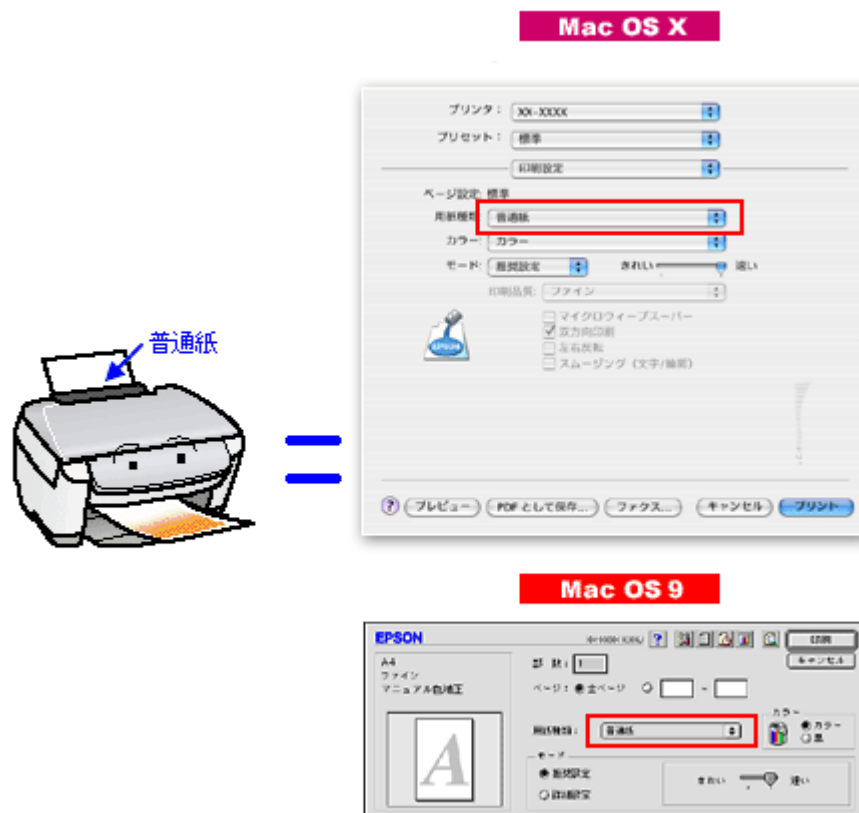 Mac OS X
プリンタ： XX-XXXX
プリセット： 標準
印刷設定
ページ設定: 標準
用紙種類: 普通紙
カラー: カラー
モード: 推奨設定 きれい 速い
印刷品質: ファイン
マイクロウィーブスーパー
双方向印刷
左右反転
スムージング（文字/輪郭）
EPSON
普通紙
? プレビュー PDF として保存... ファクス... キャンセル プリント
Mac OS 9
EPSON ? 印刷
A4 部 数： 1 キャンセル
ファイン
マニュアル色補正 ページ： 全ページ ~
カラー
用紙種類： 普通紙 カラー
黒
モード
A
推奨設定 きれい 速い
詳細設定